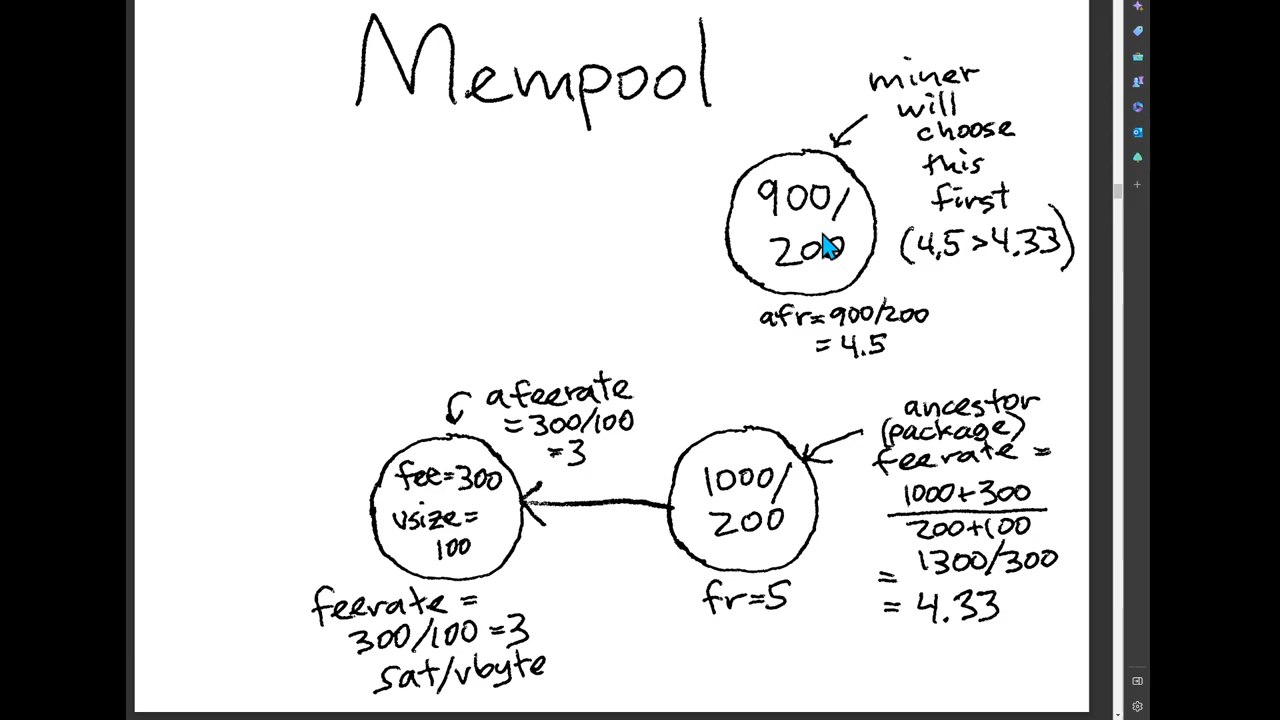 Mempool
miner
will
choose
this
first
(4.5 > 4.33)
900/
200
afr = 900/200
= 4.5
afeerate
= 300/100
= 3
fee = 300
vsize =
100
feerate =
300/100 = 3
sat/vbyte
1000/
200
fr = 5
ancestor
(package)
feerate =
1000 + 300
200 + 100
= 1300/300
= 4.33